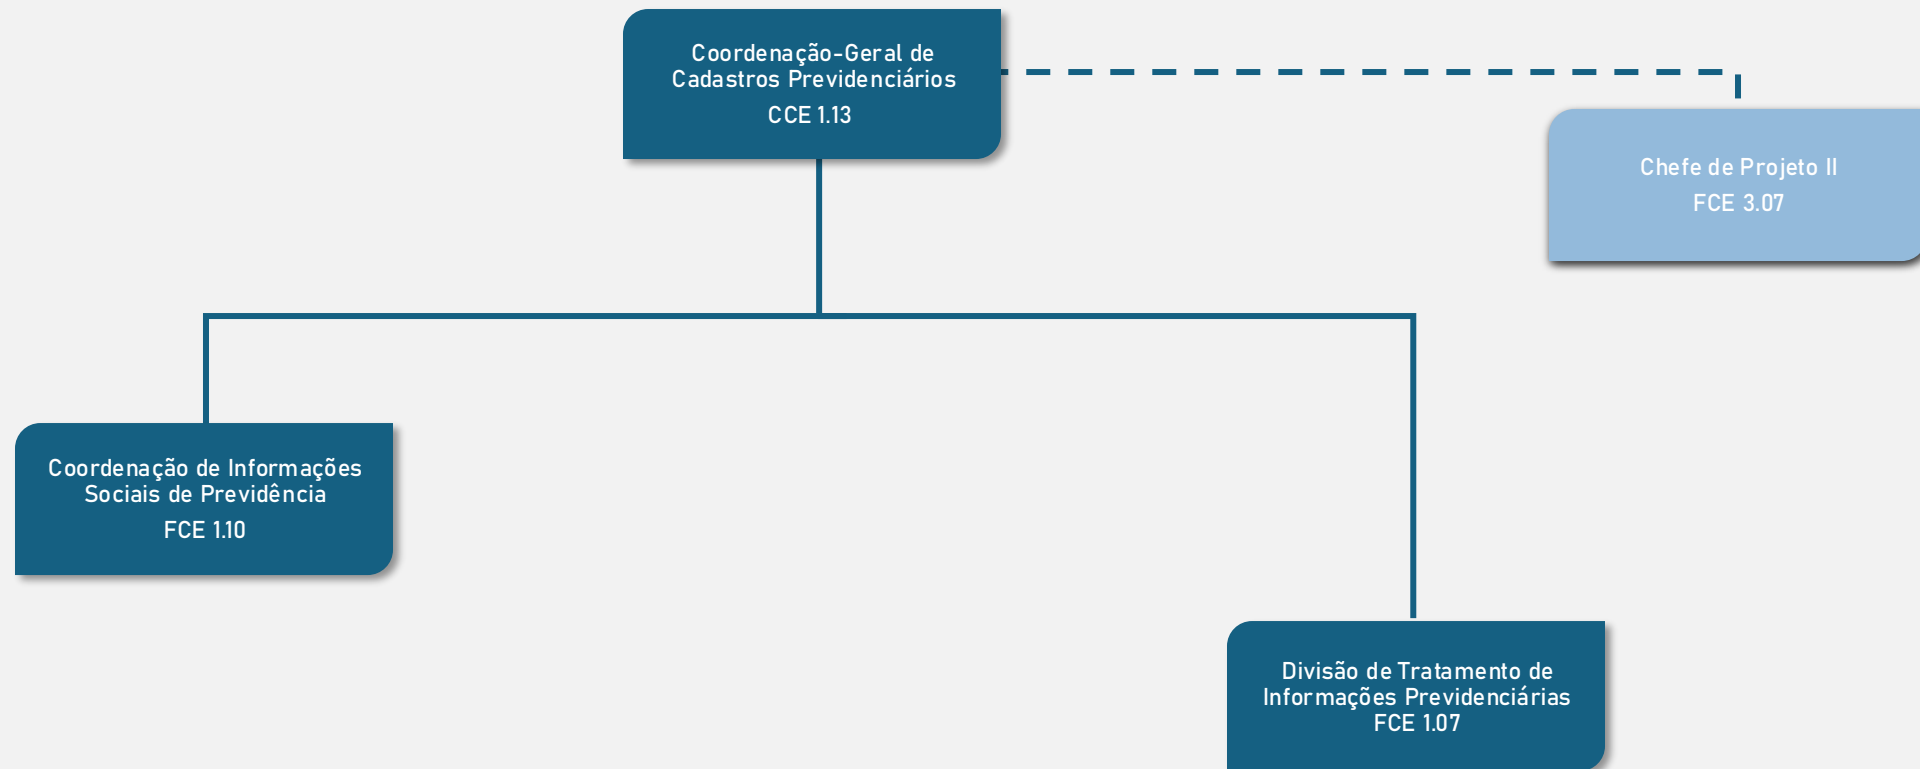 Coordenação-Geral de
Cadastros Previdenciários
CCE 1.13
Chefe de Projeto II
FCE 3.07
Coordenação de Informações
Sociais de Previdência
FCE 1.10
Divisão de Tratamento de
Informações Previdenciárias
FCE 1.07